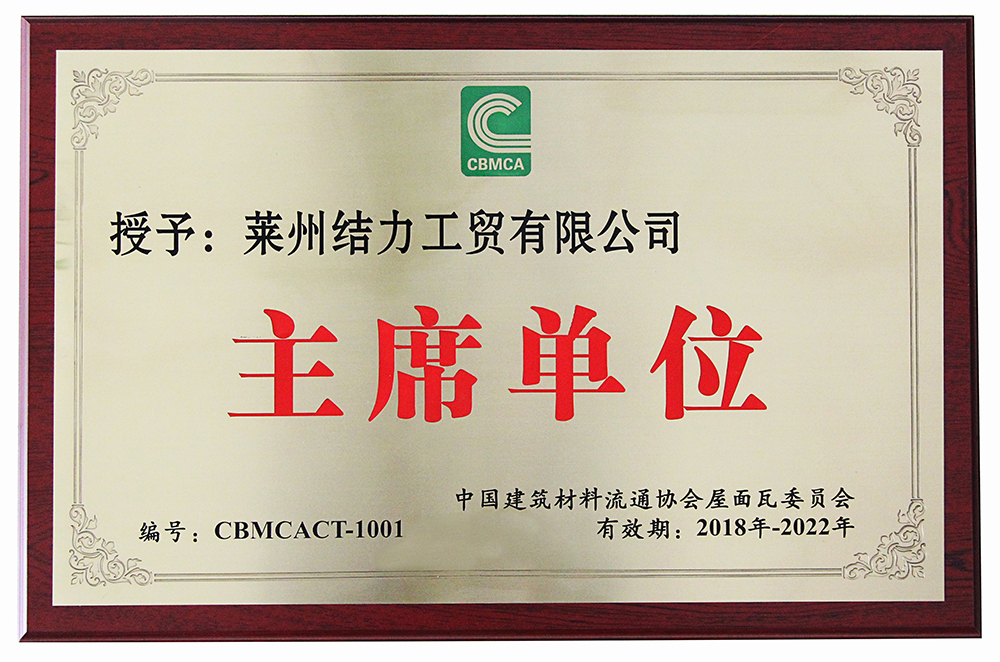 CBMCA
授予：莱州结力工贸有限公司
主席单位
中国建筑材料流通协会屋面瓦委员会
编号：CBMCACT-1001
有效期：2018年-2022年